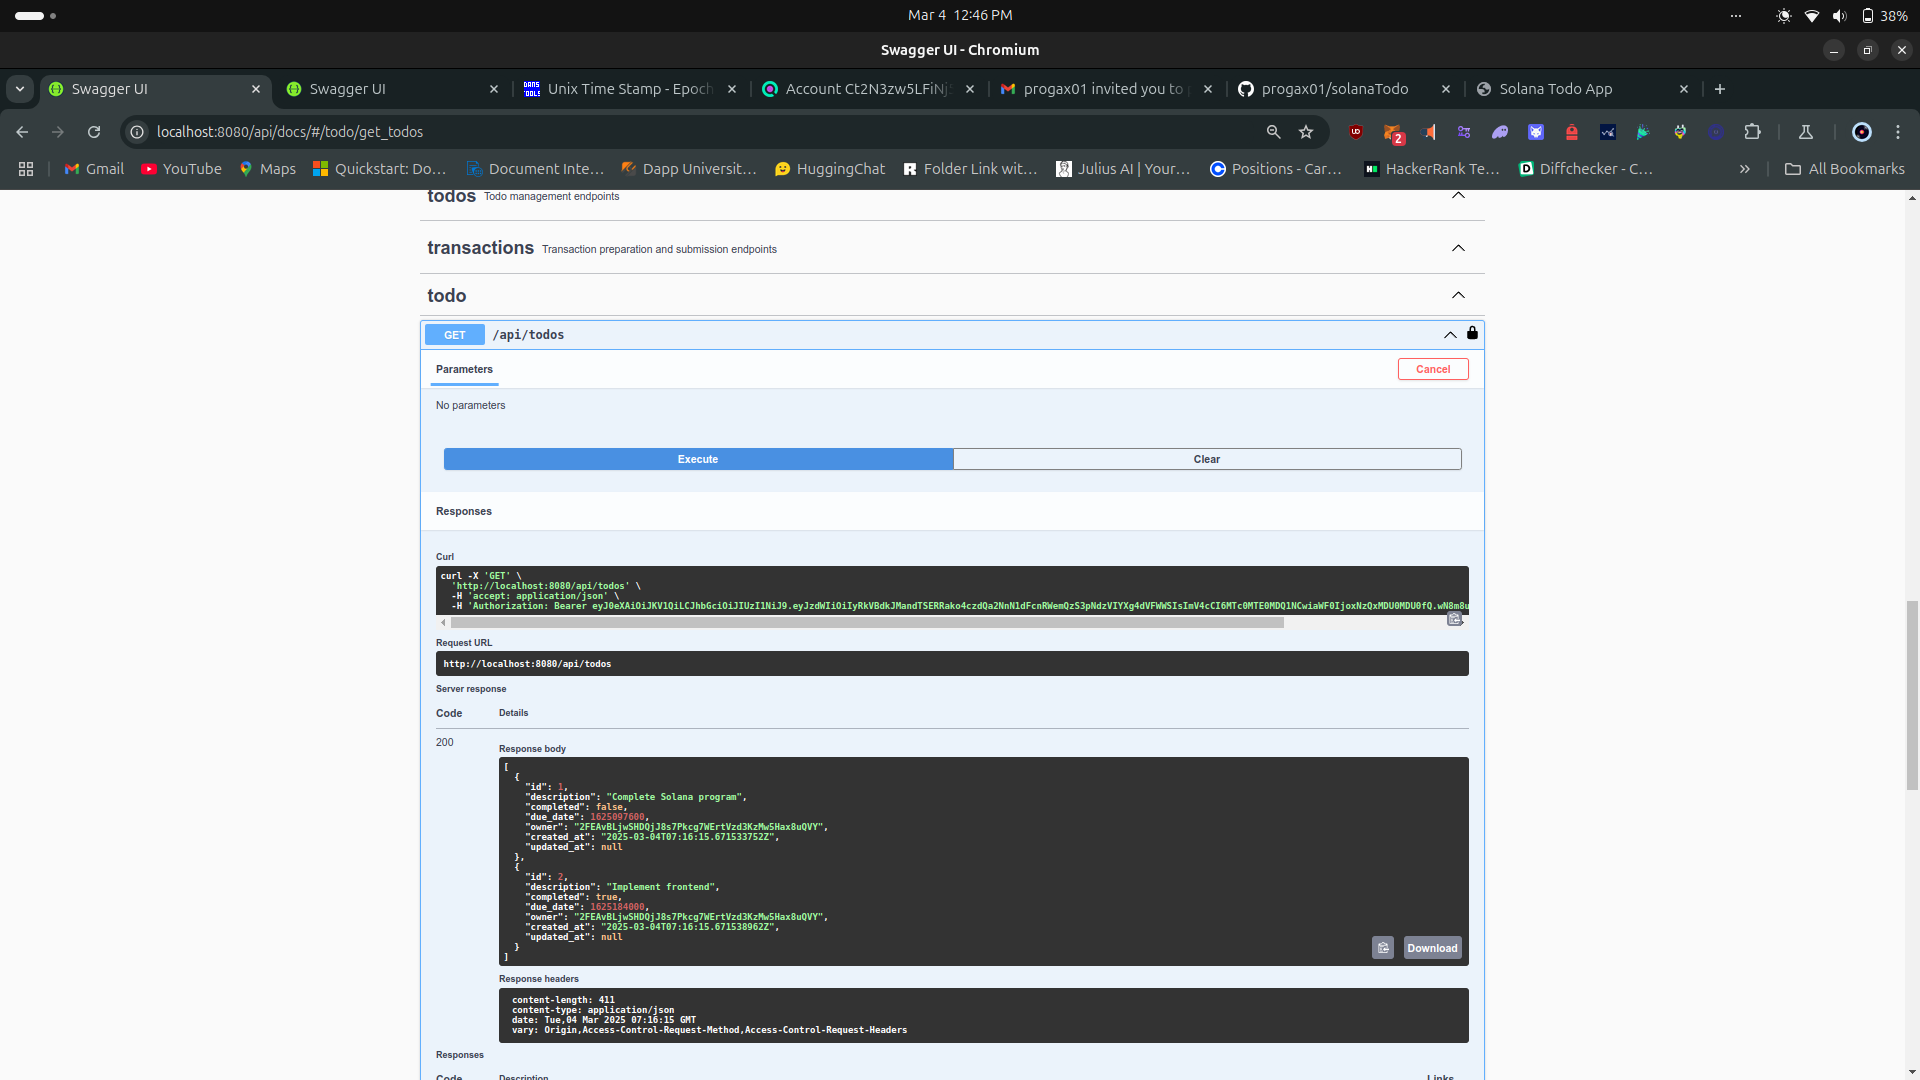 Mar 4 12:46 PM
38%
Swagger UI - Chromium
Swagger UI
Swagger UI
Unix Time Stamp - Epoch
Account Ct2N3zw5LFiNj
progax01 invited you to
progax01/solanaTodo
Solana Todo App
localhost:8080/api/docs/#/todo/get_todos
2
Gmail
YouTube
Maps
Quickstart: Do...
Document Inte...
Dapp Universit...
HuggingChat
Folder Link wit...
Julius AI | Your...
Positions - Car...
HackerRank Te...
Diffchecker - C...
All Bookmarks
todos Todo management endpoints
transactions Transaction preparation and submission endpoints
todo
GET /api/todos
Parameters
Cancel
No parameters
Execute
Clear
Responses
Curl
curl -X 'GET' \
'http://localhost:8080/api/todos' \
-H 'accept: application/json' \
-H 'Authorization: Bearer
Request URL
http://localhost:8080/api/todos
Server response
Code Details
200
Response body
[
{
"id": 1,
"description": "Complete Solana program",
"completed": false,
"due_date": 1625097600,
"owner": "2FEAvBLjwSHDQjJ8s7Pkcg7WErtVzd3KzMw5Hax8uQVY",
"created_at": "2025-03-04T07:16:15.671533752Z",
"updated_at": null
},
{
"id": 2,
"description": "Implement frontend",
"completed": true,
"due_date": 1625184000,
"owner": "2FEAvBLjwSHDQjJ8s7Pkcg7WErtVzd3KzMw5Hax8uQVY",
"created_at": "2025-03-04T07:16:15.671538962Z",
"updated_at": null
}
]
Download
Response headers
content-length: 411
content-type: application/json
date: Tue,04 Mar 2025 07:16:15 GMT
vary: Origin,Access-Control-Request-Method,Access-Control-Request-Headers
Responses
Code Description Links